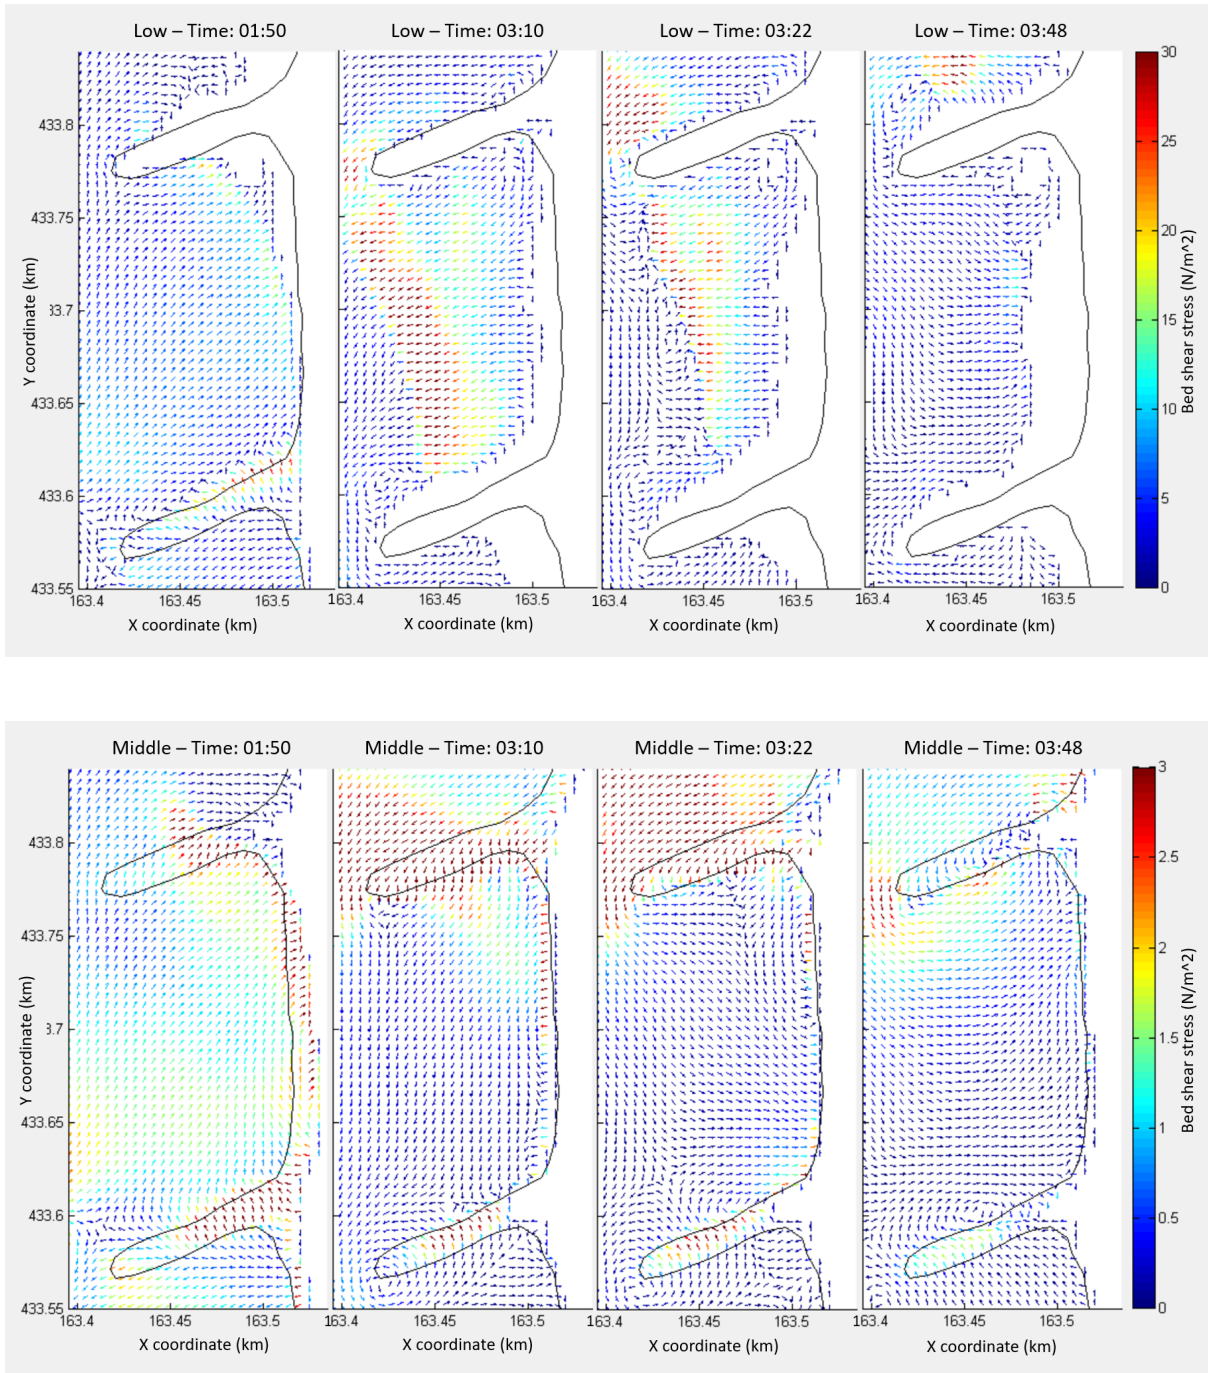 Low – Time: 01:50
Low – Time: 03:10
Low – Time: 03:22
Low – Time: 03:48
433.8
433.75
33.7
433.65
433.6
433.55
Y coordinate (km)
163.4 163.45 163.5
163.4 163.45 163.5
163.4 163.45 163.5
163.4 163.45 163.5
X coordinate (km)
X coordinate (km)
X coordinate (km)
X coordinate (km)
30
25
20
15
10
5
0
Bed shear stress (N/m^2)
Middle – Time: 01:50
Middle – Time: 03:10
Middle – Time: 03:22
Middle – Time: 03:48
433.8
433.75
3.7
433.65
433.6
433.55
Y coordinate (km)
163.4 163.45 163.5
163.4 163.45 163.5
163.4 163.45 163.5
163.4 163.45 163.5
X coordinate (km)
X coordinate (km)
X coordinate (km)
X coordinate (km)
3
2.5
2
1.5
1
0.5
0
Bed shear stress (N/m^2)